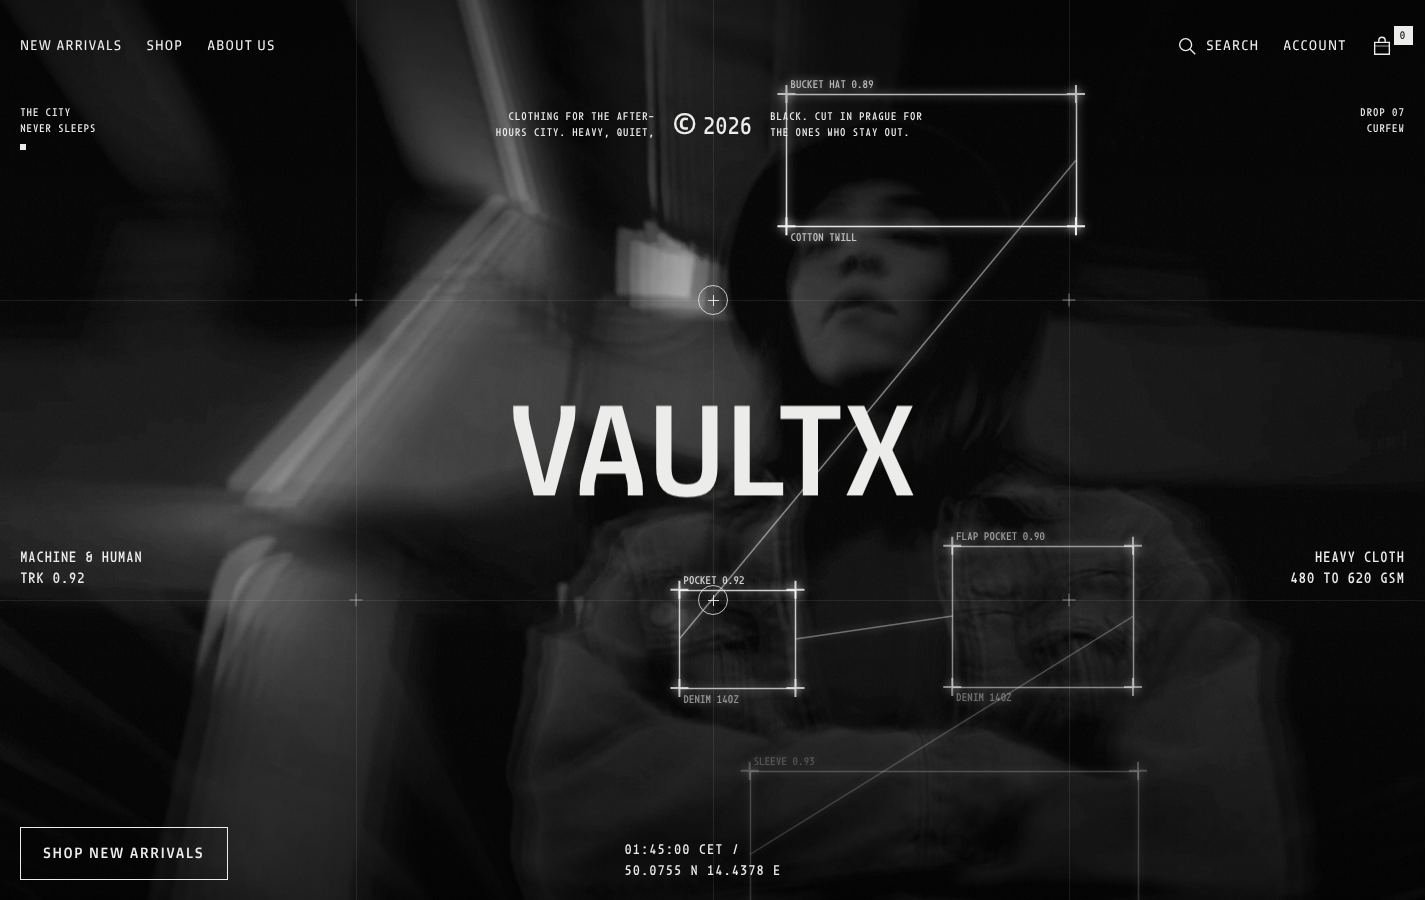 NEW ARRIVALS SHOP ABOUT US
SEARCH ACCOUNT 0
THE CITY
NEVER SLEEPS
CLOTHING FOR THE AFTER-
HOURS CITY. HEAVY, QUIET,
© 2026
BLACK. CUT IN PRAGUE FOR
THE ONES WHO STAY OUT.
DROP 07
CURFEW
BUCKET HAT 0.89
COTTON TWILL
VAULTX
MACHINE & HUMAN
TRK 0.92
HEAVY CLOTH
480 TO 620 GSM
FLAP POCKET 0.90
DENIM 14OZ
POCKET 0.92
DENIM 14OZ
SLEEVE 0.93
SHOP NEW ARRIVALS
01:45:00 CET /
50.0755 N 14.4378 E